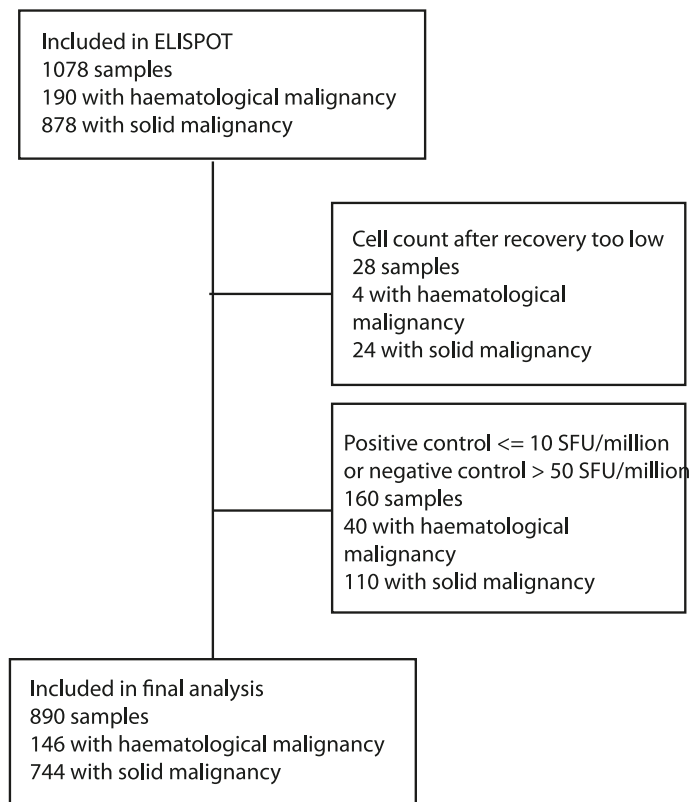 Included in ELISPOT
1078 samples
190 with haematological malignancy
878 with solid malignancy
Cell count after recovery too low
28 samples
4 with haematological
malignancy
24 with solid malignancy
Positive control <= 10 SFU/million
or negative control > 50 SFU/million
160 samples
40 with haematological
malignancy
110 with solid malignancy
Included in final analysis
890 samples
146 with haematological malignancy
744 with solid malignancy